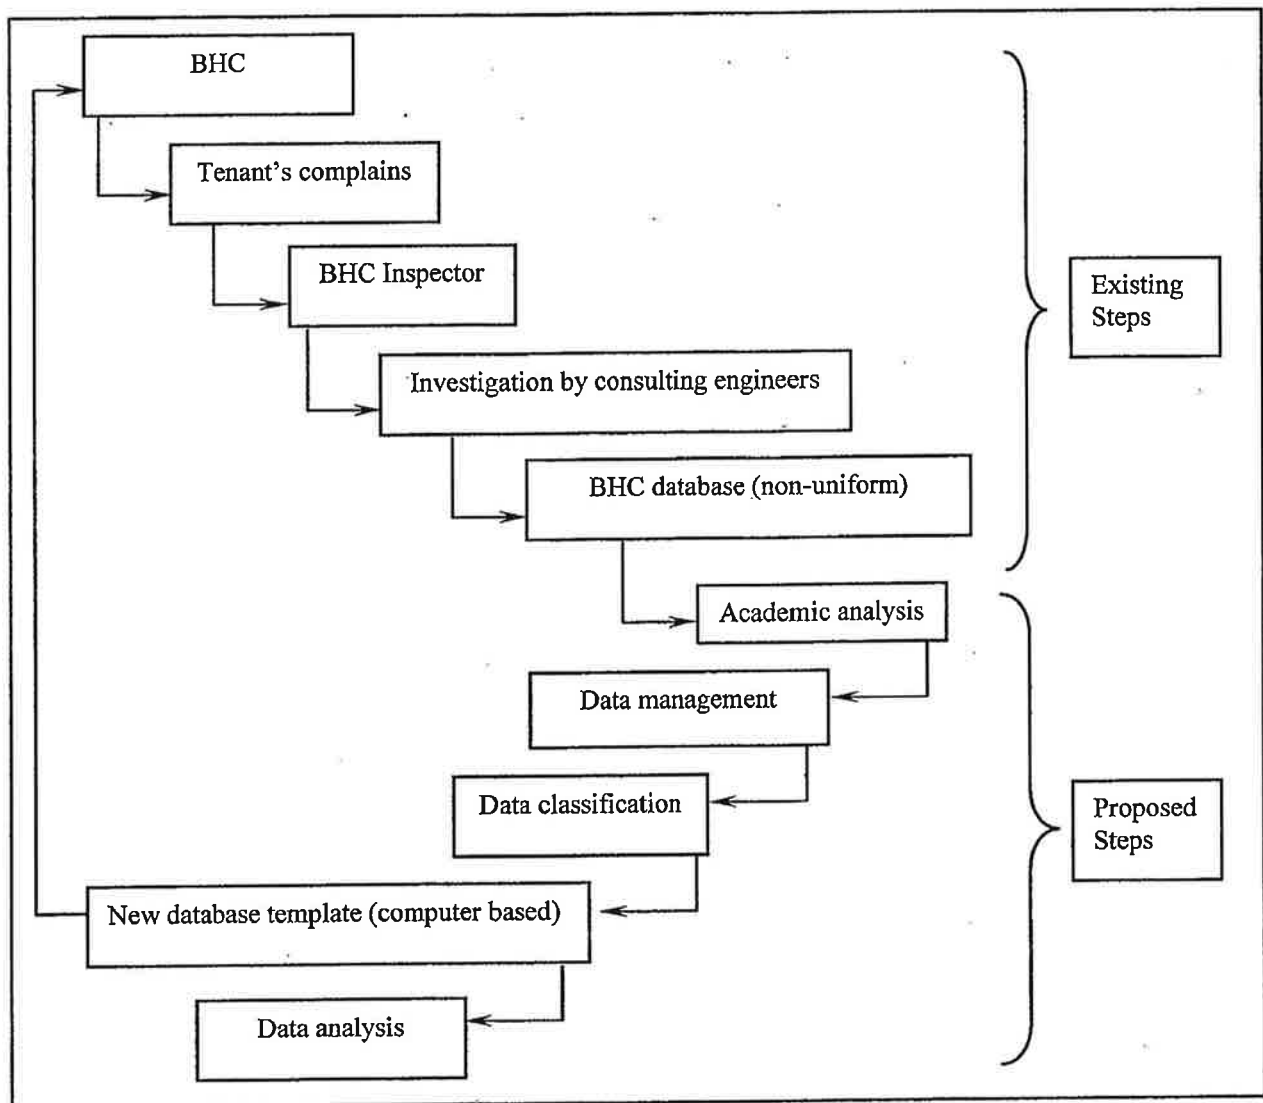 BHC
Tenant's complains
BHC Inspector
Investigation by consulting engineers
BHC database (non-uniform)
Existing
Steps
Academic analysis
Data management
Data classification
New database template (computer based)
Data analysis
Proposed
Steps